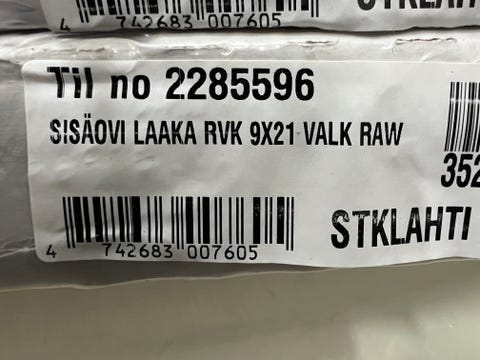 4 742683 007605
Til no 2285596
SISÄOVI LAAKA RVK 9X21 VALK RAW
352
4 742683 007605
STKLAHTI